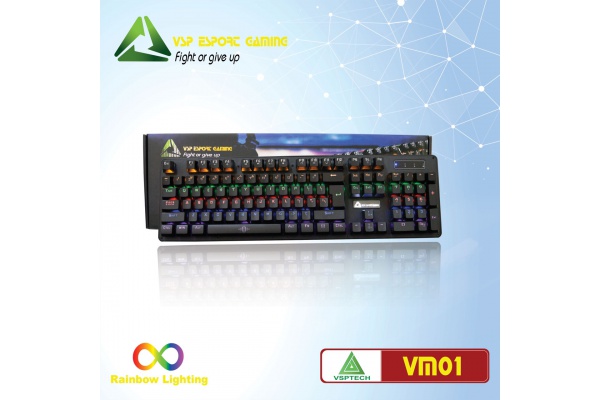 VSP ESPORT GAMING
Fight or give up
VSP ESPORT GAMING
Fight or give up
Rainbow Lighting
VSPTECH
VM01